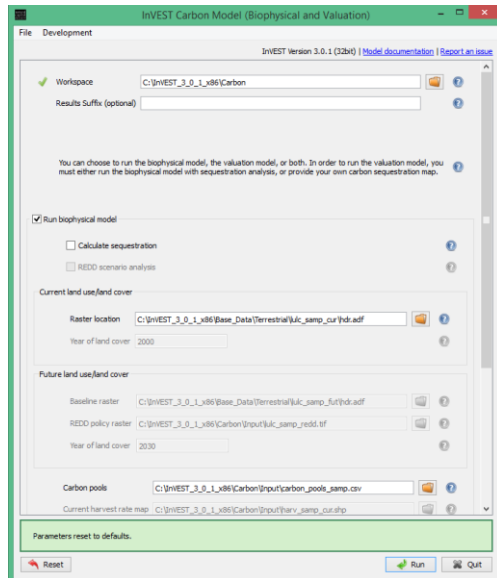 InVEST Carbon Model (Biophysical and Valuation)
File Development
InVEST Version 3.0.1 (32bit) | Model documentation | Report an issue
Workspace C:\InVEST_3_0_1_x86\Carbon
Results Suffix (optional)
You can choose to run the biophysical model, the valuation model, or both. In order to run the valuation model, you
must either run the biophysical model with sequestration analysis, or provide your own carbon sequestration map.
Run biophysical model
Calculate sequestration
REDD scenario analysis
Current land use/land cover
Raster location C:\InVEST_3_0_1_x86\Base_Data\Terrestrial\lulc_samp_cur\hdr.adf
Year of land cover 2000
Future land use/land cover
Baseline raster C:\InVEST_3_0_1_x86\Base_Data\Terrestrial\lulc_samp_fut\hdr.adf
REDD policy raster C:\InVEST_3_0_1_x86\Carbon\Input\lulc_samp_redd.tif
Year of land cover 2030
Carbon pools C:\InVEST_3_0_1_x86\Carbon\Input\carbon_pools_samp.csv
Current harvest rate map C:\InVEST_3_0_1_x86\Carbon\Input\harv_samp_cur.shp
Parameters reset to defaults.
Reset Run Quit